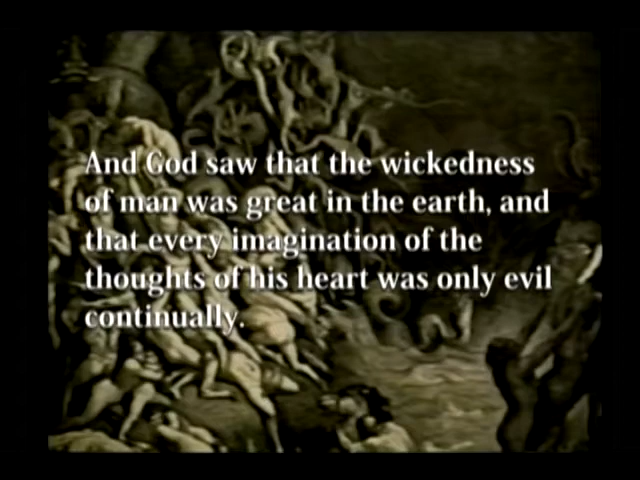 And God saw that the wickedness
of man was great in the earth, and
that every imagination of the
thoughts of his heart was only evil
continually.